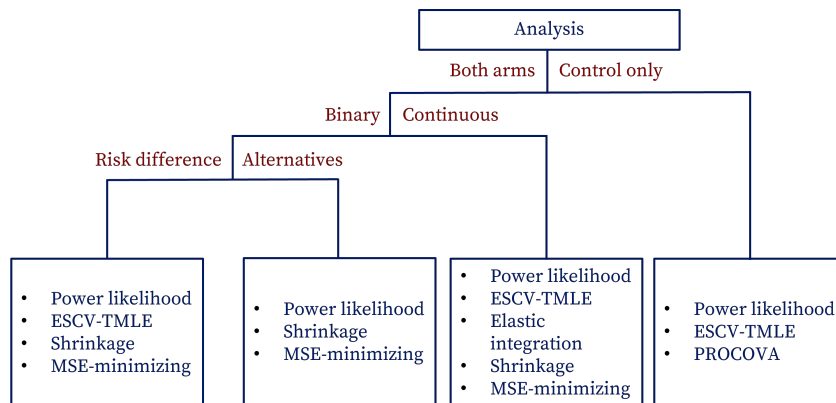 Analysis
Both arms
Control only
Binary
Continuous
Risk difference
Alternatives
• Power likelihood
• ESCV-TMLE
• Shrinkage
• MSE-minimizing
• Power likelihood
• Shrinkage
• MSE-minimizing
• Power likelihood
• ESCV-TMLE
• Elastic
integration
• Shrinkage
• MSE-minimizing
• Power likelihood
• ESCV-TMLE
• PROCOVA